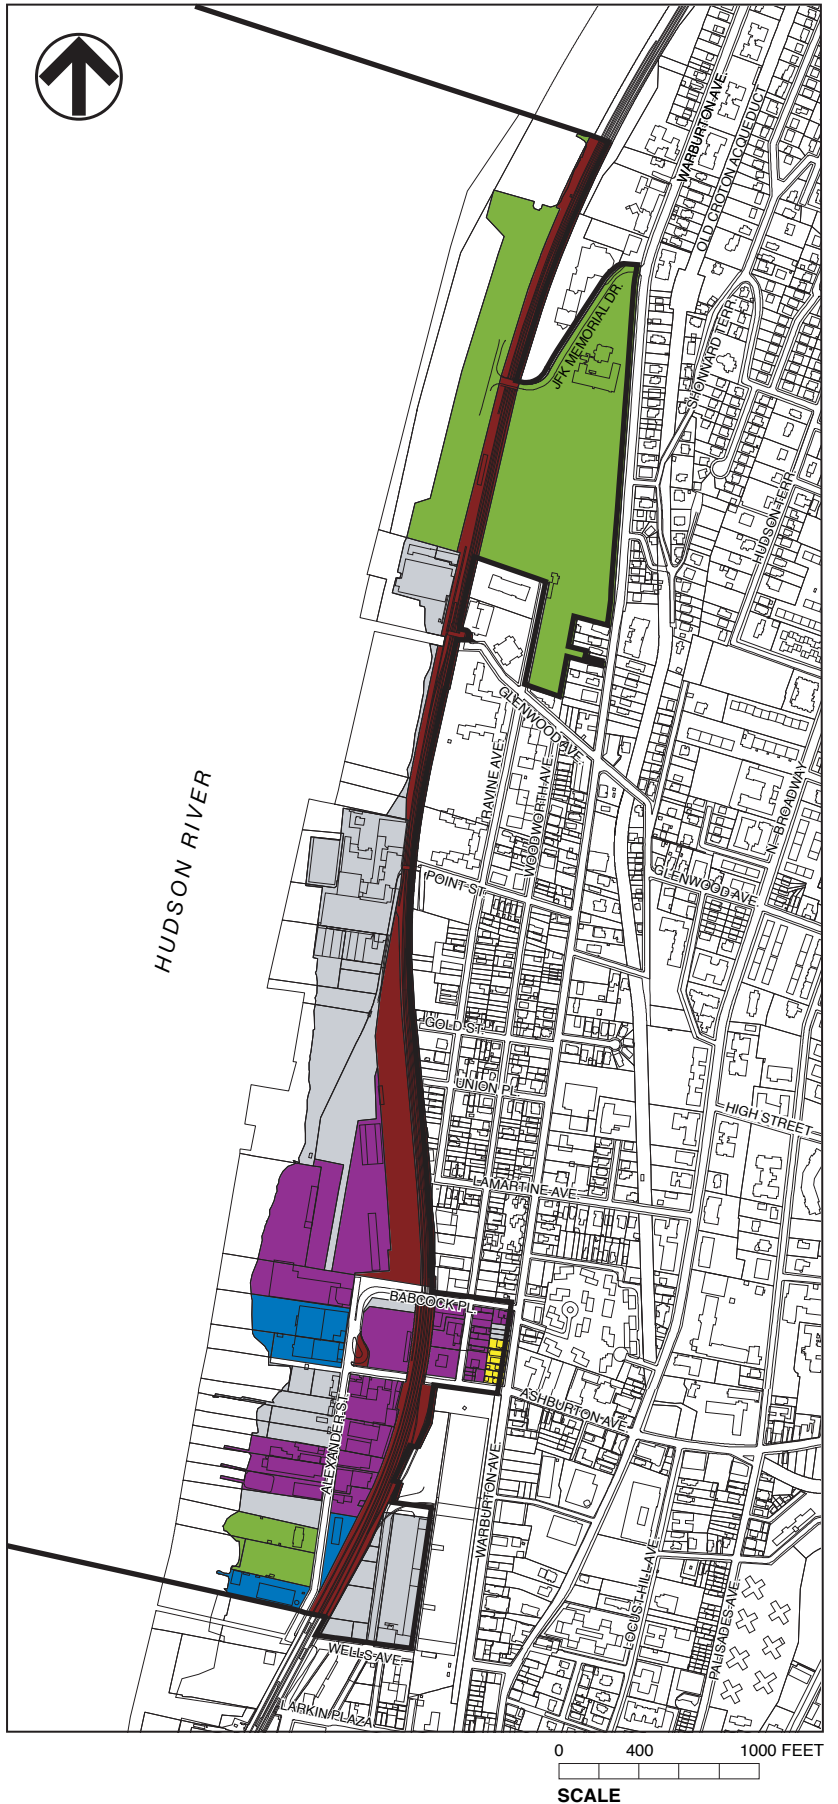 WARBURTON AVE.
OLD CROTON ACQUEDUCT
JFK MEMORIAL DR.
SHONNARD TERR.
HUDSON TERR.
GLENWOOD AVE.
RAVINE AVE.
WOODWORTH AVE.
N. BROADWAY
HUDSON RIVER
POINT ST.
GLENWOOD AVE.
GOLD ST.
UNION PL.
HIGH STREET
LAMARTINE AVE.
BABCOCK PL.
ASHBURTON AVE.
ALEXANDER ST.
WARBURTON AVE.
LOCUST HILL AVE.
PALISADES AVE.
WELLS AVE.
LARKIN PLAZA
0 400 1000 FEET
SCALE